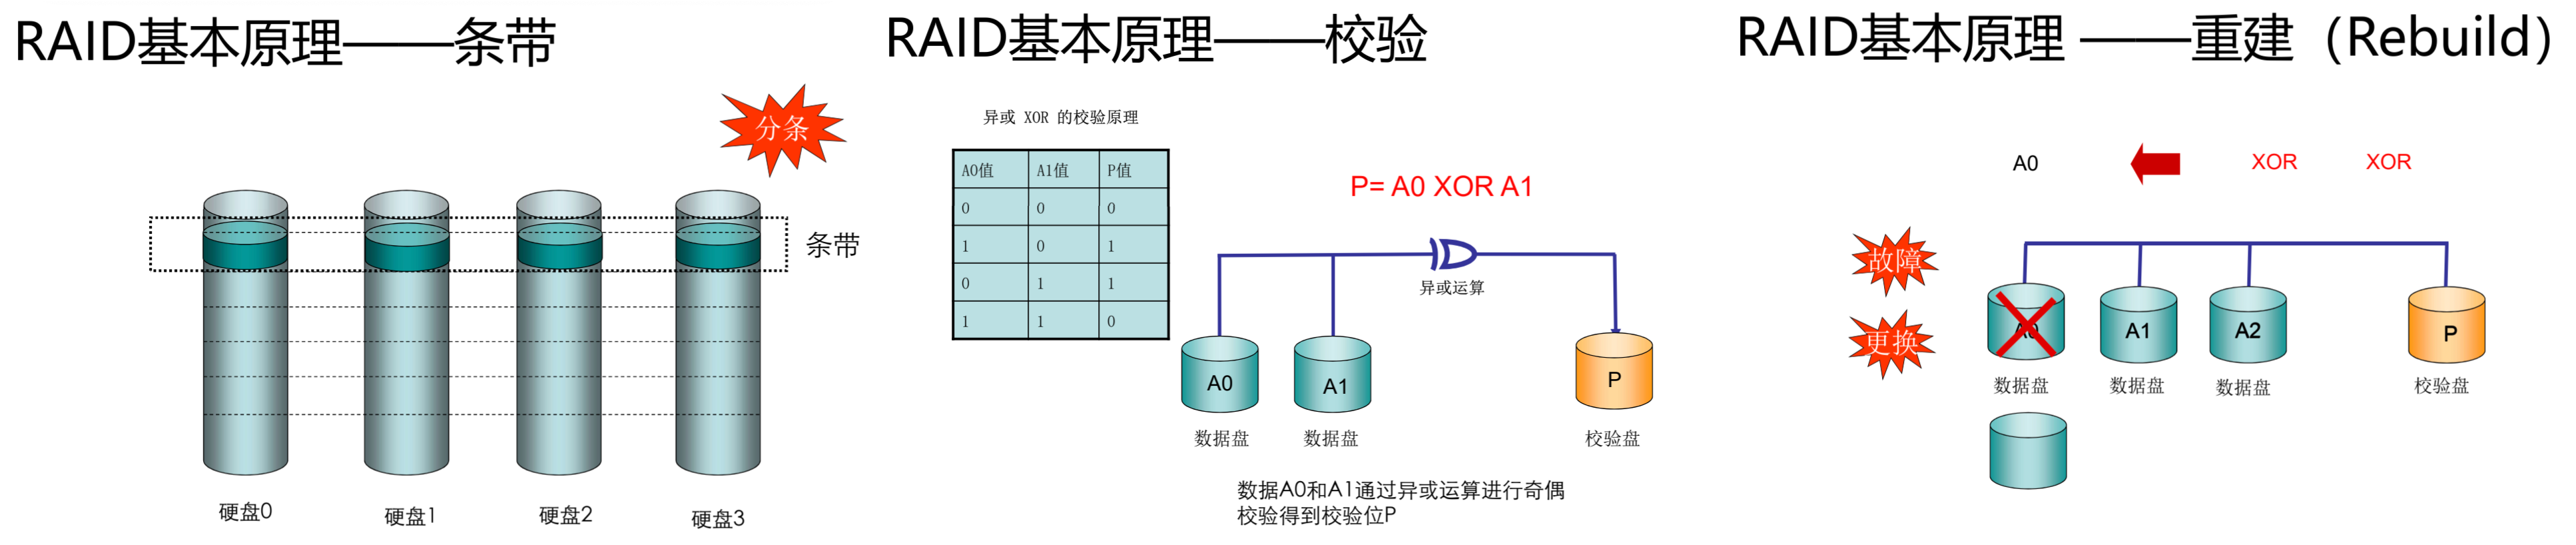 RAID基本原理——条带
分条
条带
硬盘0
硬盘1
硬盘2
硬盘3
RAID基本原理——校验
异或 XOR 的校验原理
A0值 A1值 P值
0 0 0
1 0 1
0 1 1
1 1 0
P= A0 XOR A1
异或运算
A0
A1
P
数据盘
数据盘
校验盘
数据A0和A1通过异或运算进行奇偶
校验得到校验位P
RAID基本原理 ——重建（Rebuild）
A0
XOR
XOR
故障
更换
A0
A1
A2
P
数据盘
数据盘
数据盘
校验盘